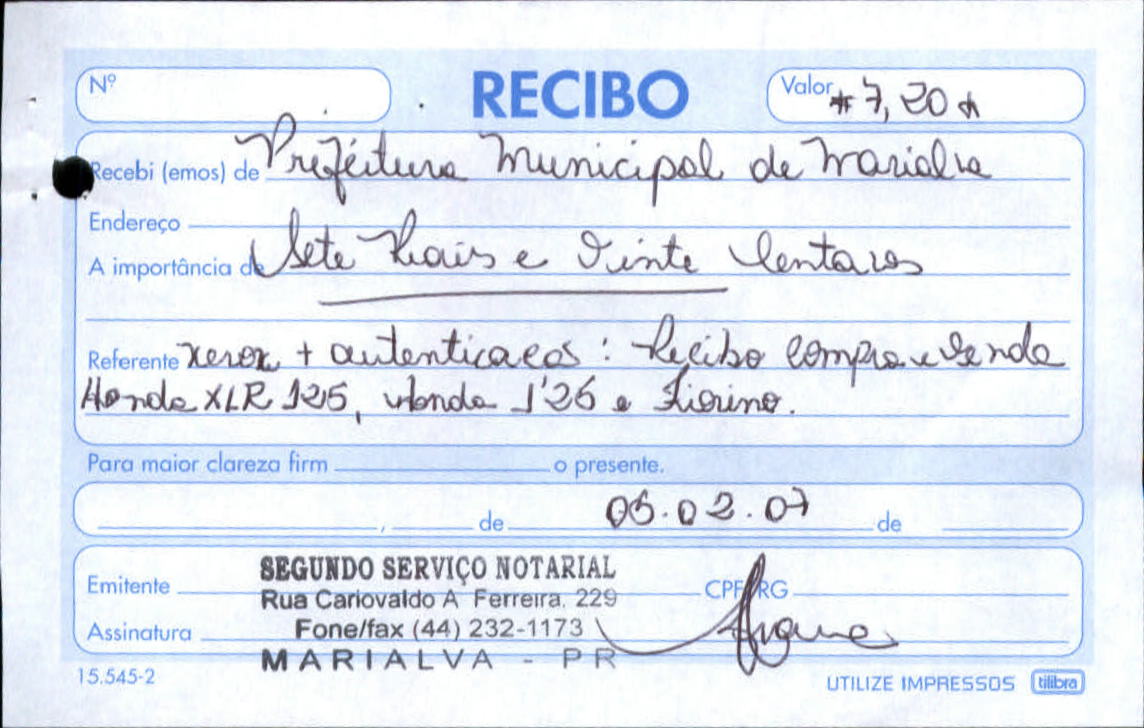 Nº RECIBO Valor # 7,20 #
Recebi (emos) de Prefeitura Municipal de Marialva
Endereço
A importância de Sete Reais e Vinte Centavos
Referente xerox + autenticacos : Recibo compra e Venda
Honda XLR 125, Honda 125 e Fiorino.
Para maior clareza firm o presente.
, de 05.02.07 de
Emitente SEGUNDO SERVIÇO NOTARIAL CPF/RG
Rua Cariovaldo A Ferreira, 229
Assinatura Fone/fax (44) 232-1173
MARIALVA - PR
15.545-2 UTILIZE IMPRESSOS tilibra